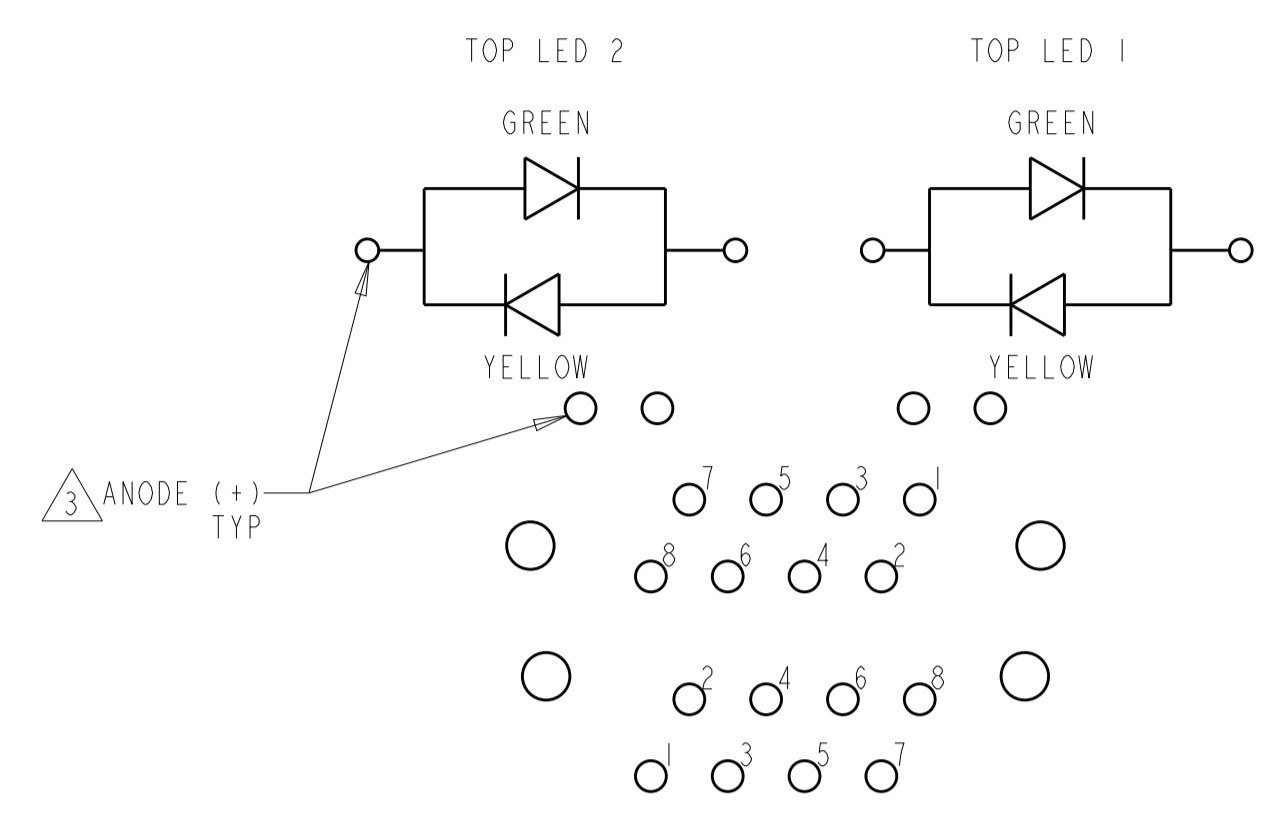 TOP LED 2
TOP LED 1
GREEN
GREEN
YELLOW
YELLOW
3 ANODE (+)
TYP
7 5 3 1
8 6 4 2
2 4 6 8
1 3 5 7